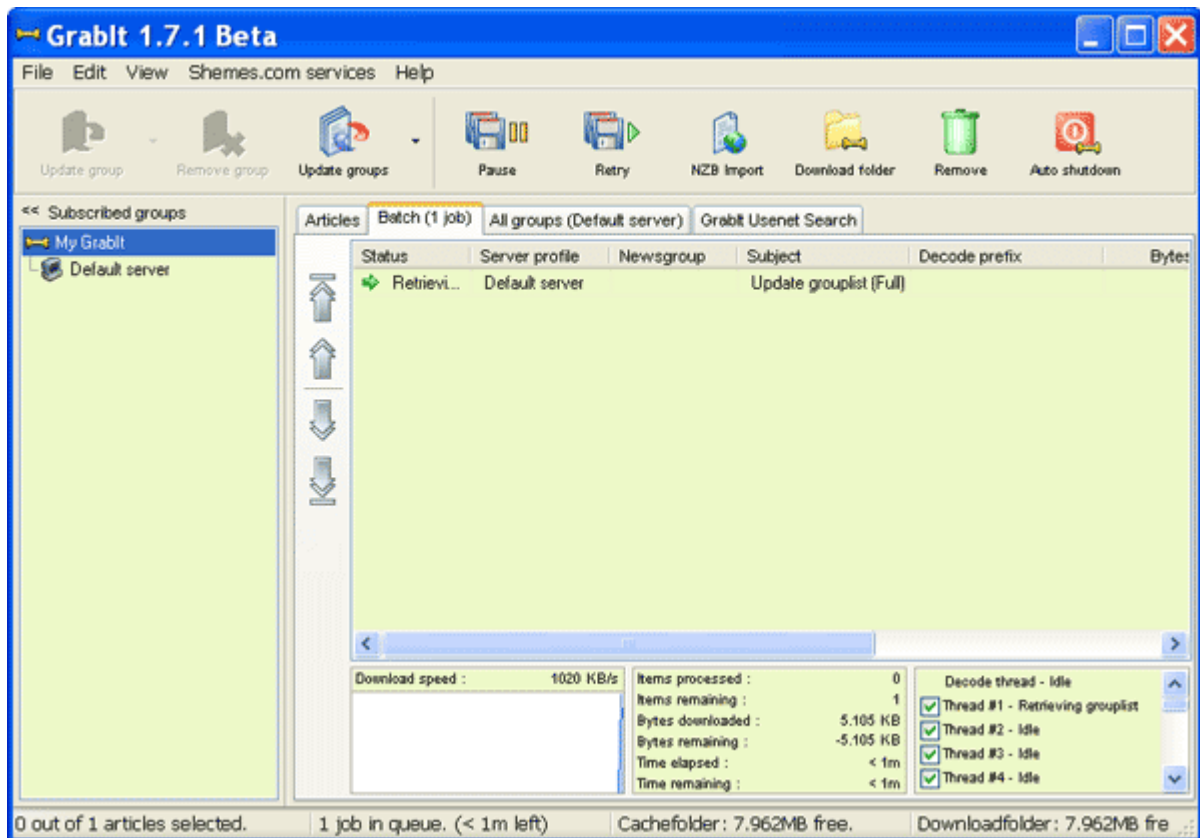 GrabIt 1.7.1 Beta
File Edit View Shemes.com services Help
Update group Remove group Update groups Pause Retry NZB Import Download folder Remove Auto shutdown
<< Subscribed groups
My GrabIt
Default server
Articles Batch (1 job) All groups (Default server) GrabIt Usenet Search
Status Server profile Newsgroup Subject Decode prefix Bytes
Retrievi... Default server Update grouplist (Full)
Download speed : 1020 KB/s
Items processed : 0
Items remaining : 1
Bytes downloaded : 5.105 KB
Bytes remaining : -5.105 KB
Time elapsed : < 1m
Time remaining : < 1m
Decode thread - Idle
Thread #1 - Retrieving grouplist
Thread #2 - Idle
Thread #3 - Idle
Thread #4 - Idle
0 out of 1 articles selected. 1 job in queue. (< 1m left) Cachefolder: 7.962MB free. Downloadfolder: 7.962MB fre